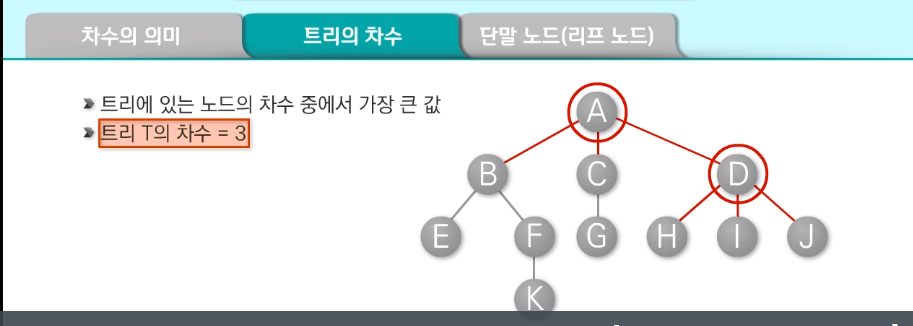 차수의 의미
트리의 차수
단말 노드(리프 노드)
트리에 있는 노드의 차수 중에서 가장 큰 값
트리 T의 차수 = 3
A
B C D
E F G H I J
K